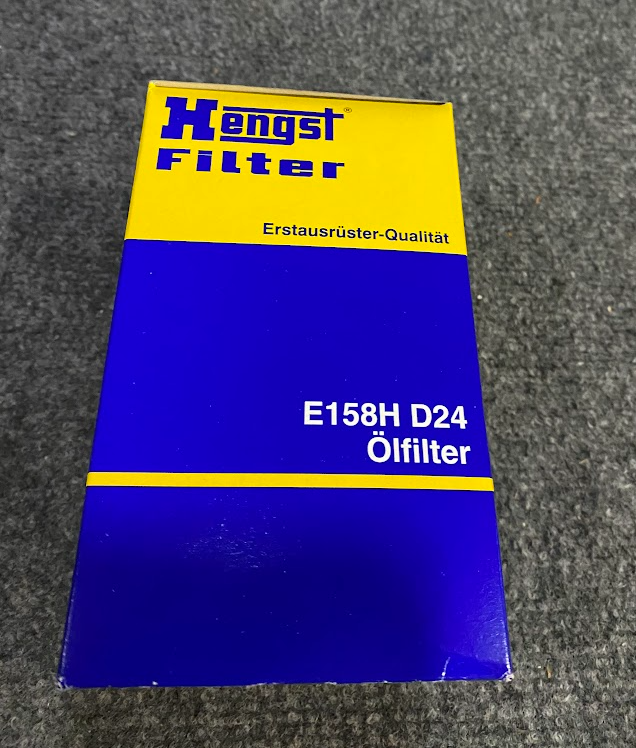 Hengst®
Filter
Erstausrüster-Qualität
E158H D24
Ölfilter